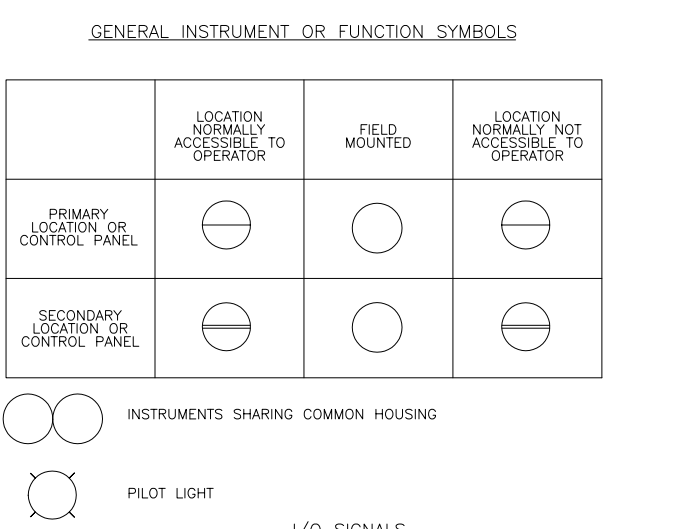 GENERAL INSTRUMENT OR FUNCTION SYMBOLS
LOCATION
NORMALLY
ACCESSIBLE TO
OPERATOR
FIELD
MOUNTED
LOCATION
NORMALLY NOT
ACCESSIBLE TO
OPERATOR
PRIMARY
LOCATION OR
CONTROL PANEL
SECONDARY
LOCATION OR
CONTROL PANEL
INSTRUMENTS SHARING COMMON HOUSING
PILOT LIGHT
I/O SIGNALS